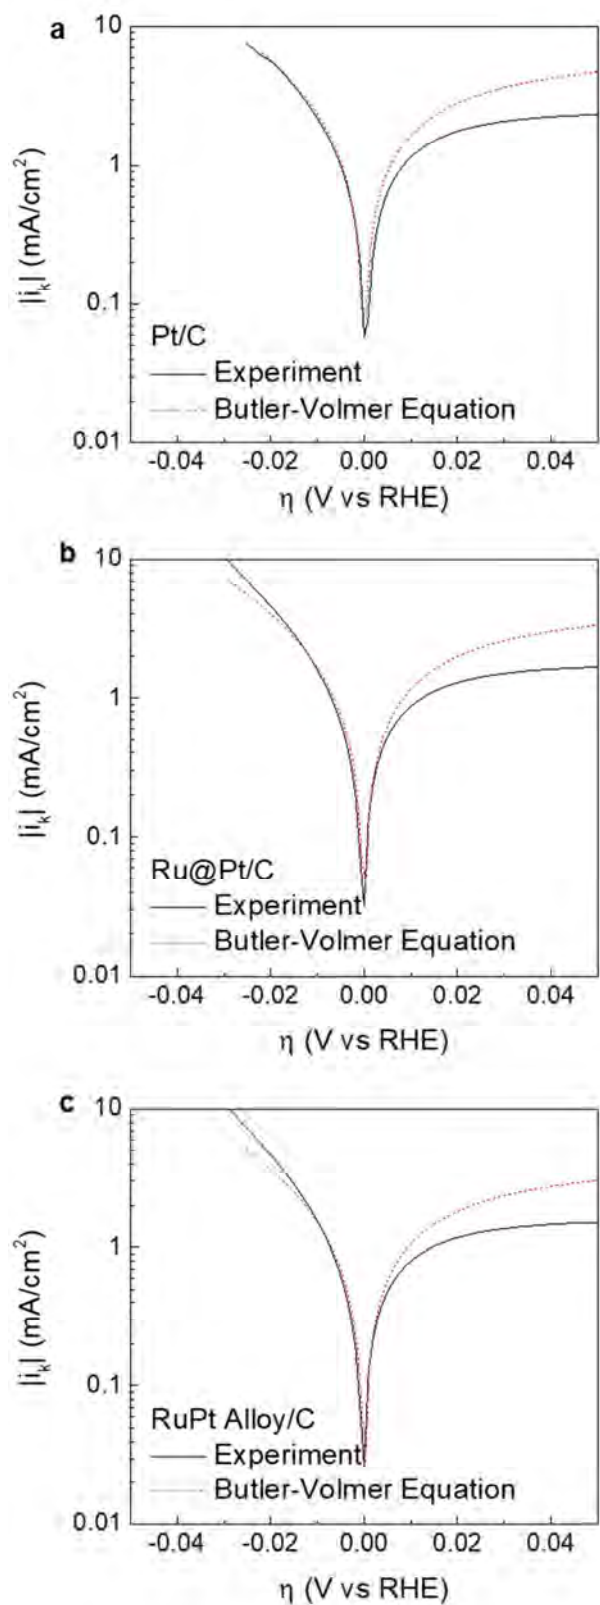 a
10
1
0.1
0.01
|i_k| (mA/cm²)
Pt/C
Experiment
Butler-Volmer Equation
-0.04 -0.02 0.00 0.02 0.04
η (V vs RHE)
b
10
1
0.1
0.01
|i_k| (mA/cm²)
Ru@Pt/C
Experiment
Butler-Volmer Equation
-0.04 -0.02 0.00 0.02 0.04
η (V vs RHE)
c
10
1
0.1
0.01
|i_k| (mA/cm²)
RuPt Alloy/C
Experiment
Butler-Volmer Equation
-0.04 -0.02 0.00 0.02 0.04
η (V vs RHE)